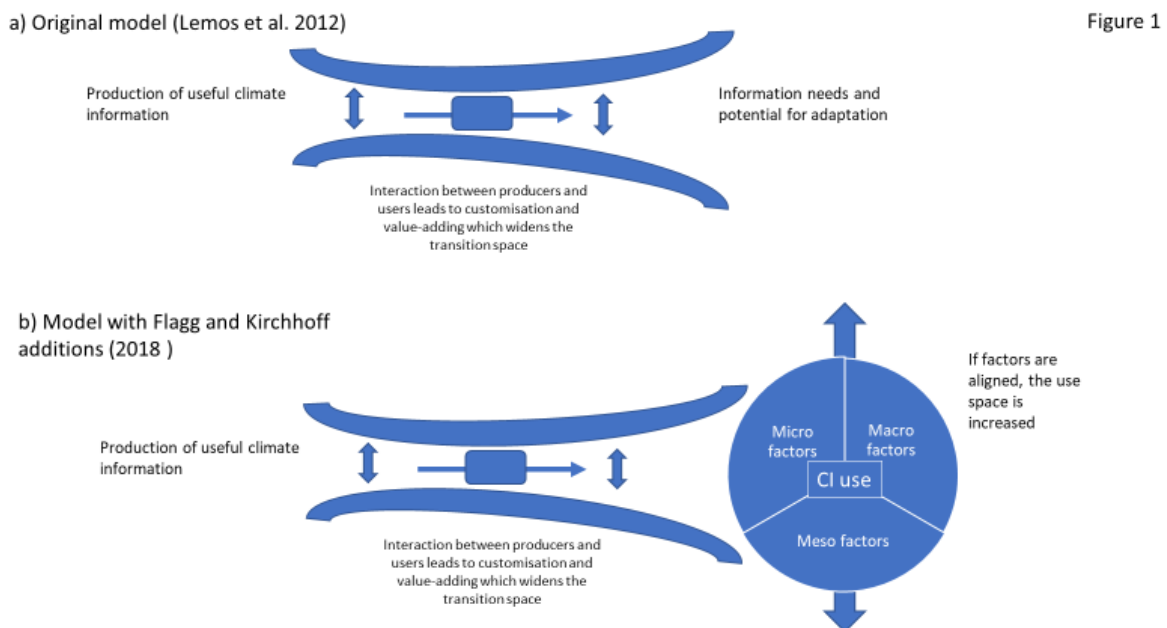 a) Original model (Lemos et al. 2012)
Figure 1
Production of useful climate
information
Information needs and
potential for adaptation
Interaction between producers and
users leads to customisation and
value-adding which widens the
transition space
b) Model with Flagg and Kirchhoff
additions (2018 )
If factors are
aligned, the use
space is
increased
Production of useful climate
information
Micro
factors
Macro
factors
CI use
Meso factors
Interaction between producers and
users leads to customisation and
value-adding which widens the
transition space